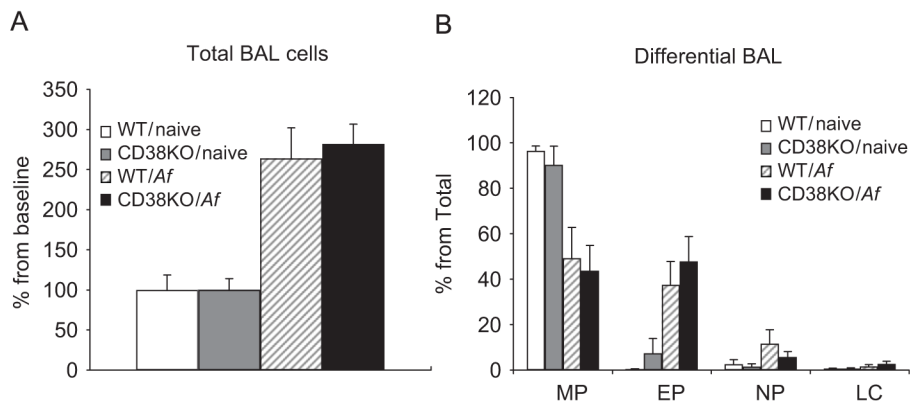 A
Total BAL cells
% from baseline
350
300
250
200
150
100
50
0
WT/naive
CD38KO/naive
WT/Af
CD38KO/Af
B
Differential BAL
% from Total
120
100
80
60
40
20
0
WT/naive
CD38KO/naive
WT/Af
CD38KO/Af
MP EP NP LC